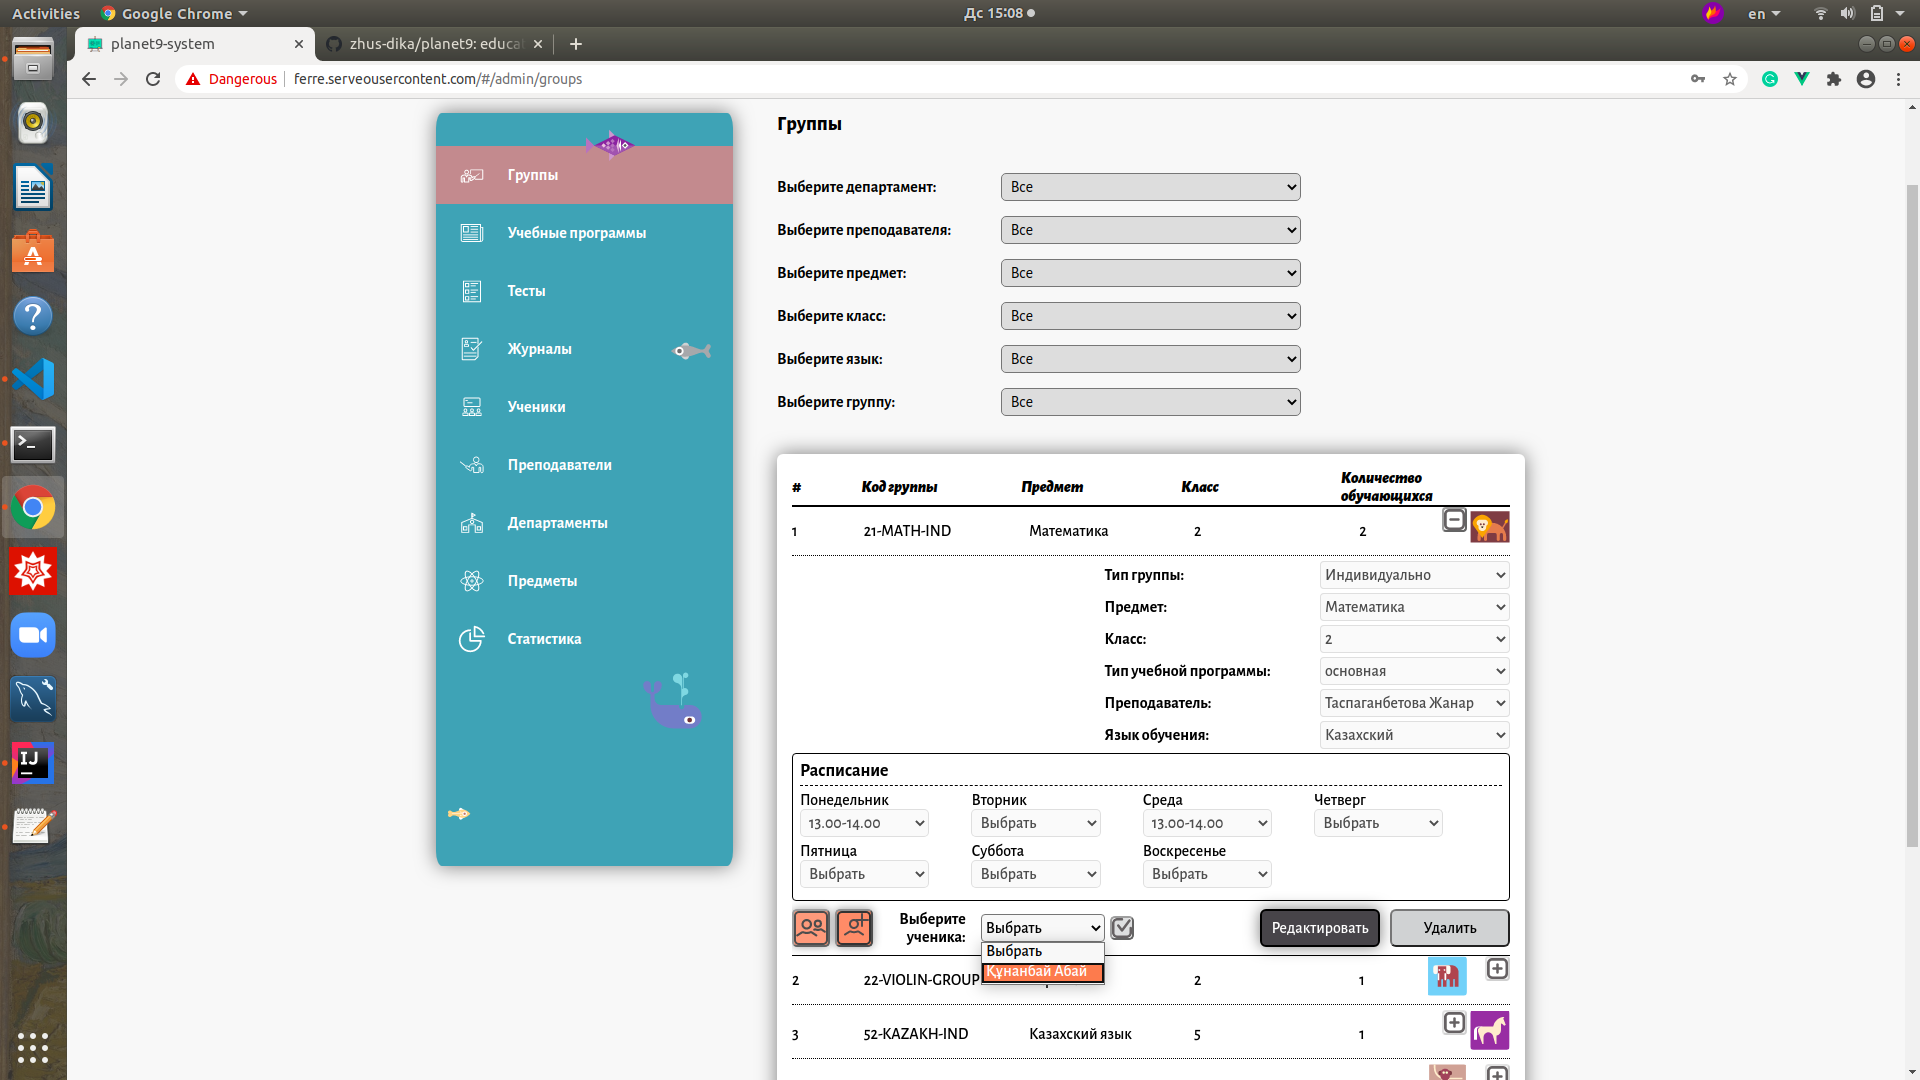 Activities
Google Chrome
Дс 15:08
en
planet9-system
zhus-dika/planet9: educa
Dangerous
ferre.serveousercontent.com/#/admin/groups
Группы
Учебные программы
Тесты
Журналы
Ученики
Преподаватели
Департаменты
Предметы
Статистика
Группы
Выберите департамент: Все
Выберите преподавателя: Все
Выберите предмет: Все
Выберите класс: Все
Выберите язык: Все
Выберите группу: Все
# Код группы Предмет Класс Количество обучающихся
1 21-MATH-IND Математика 2 2
Тип группы: Индивидуально
Предмет: Математика
Класс: 2
Тип учебной программы: основная
Преподаватель: Таспаганбетова Жанар
Язык обучения: Казахский
Расписание
Понедельник Вторник Среда Четверг
13.00-14.00 Выбрать 13.00-14.00 Выбрать
Пятница Суббота Воскресенье
Выбрать Выбрать Выбрать
Выберите ученика: Выбрать Редактировать Удалить
Выбрать
Құнанбай Абай
2 22-VIOLIN-GROUP 2 1
3 52-KAZAKH-IND Казахский язык 5 1
IJ